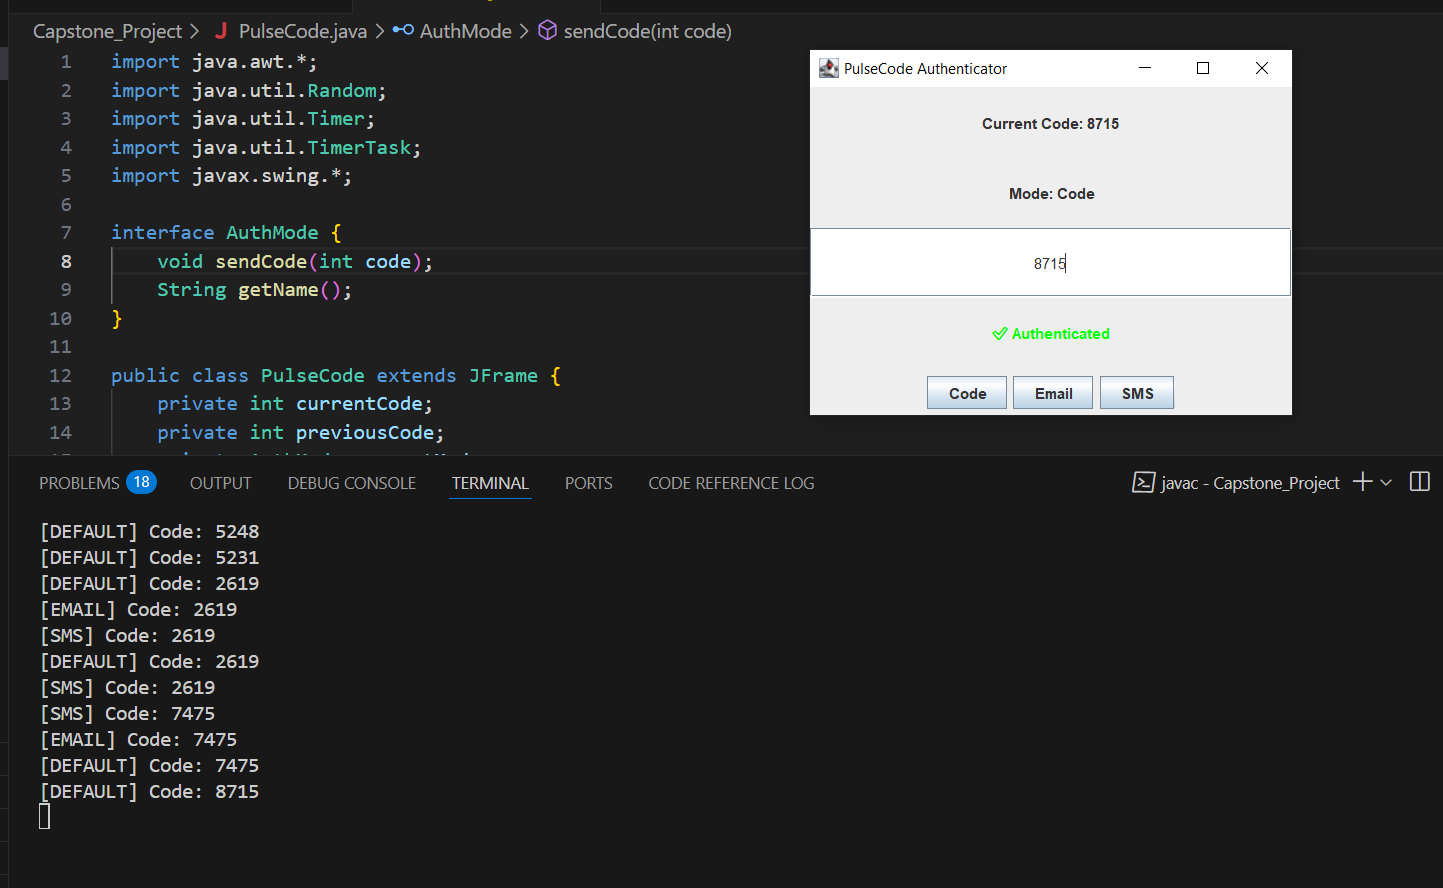 Capstone_Project > J PulseCode.java > AuthMode > sendCode(int code)
1 import java.awt.*;
2 import java.util.Random;
3 import java.util.Timer;
4 import java.util.TimerTask;
5 import javax.swing.*;
6
7 interface AuthMode {
8 void sendCode(int code);
9 String getName();
10 }
11
12 public class PulseCode extends JFrame {
13 private int currentCode;
14 private int previousCode;
PulseCode Authenticator
Current Code: 8715
Mode: Code
8715
Authenticated
Code Email SMS
PROBLEMS 18 OUTPUT DEBUG CONSOLE TERMINAL PORTS CODE REFERENCE LOG javac - Capstone_Project
[DEFAULT] Code: 5248
[DEFAULT] Code: 5231
[DEFAULT] Code: 2619
[EMAIL] Code: 2619
[SMS] Code: 2619
[DEFAULT] Code: 2619
[SMS] Code: 2619
[SMS] Code: 7475
[EMAIL] Code: 7475
[DEFAULT] Code: 7475
[DEFAULT] Code: 8715